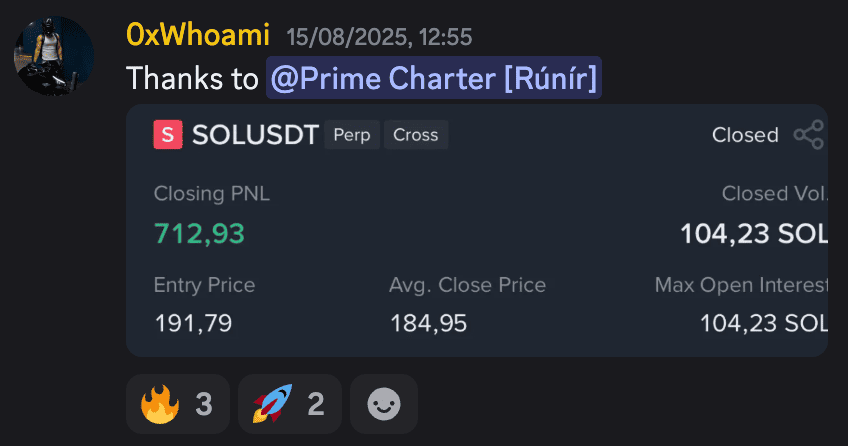 0xWhoami 15/08/2025, 12:55
Thanks to @Prime Charter [Rúnír]
S SOLUSDT Perp Cross Closed
Closing PNL Closed Vol.
712,93 104,23 SOL
Entry Price Avg. Close Price Max Open Interest
191,79 184,95 104,23 SOL
3 2